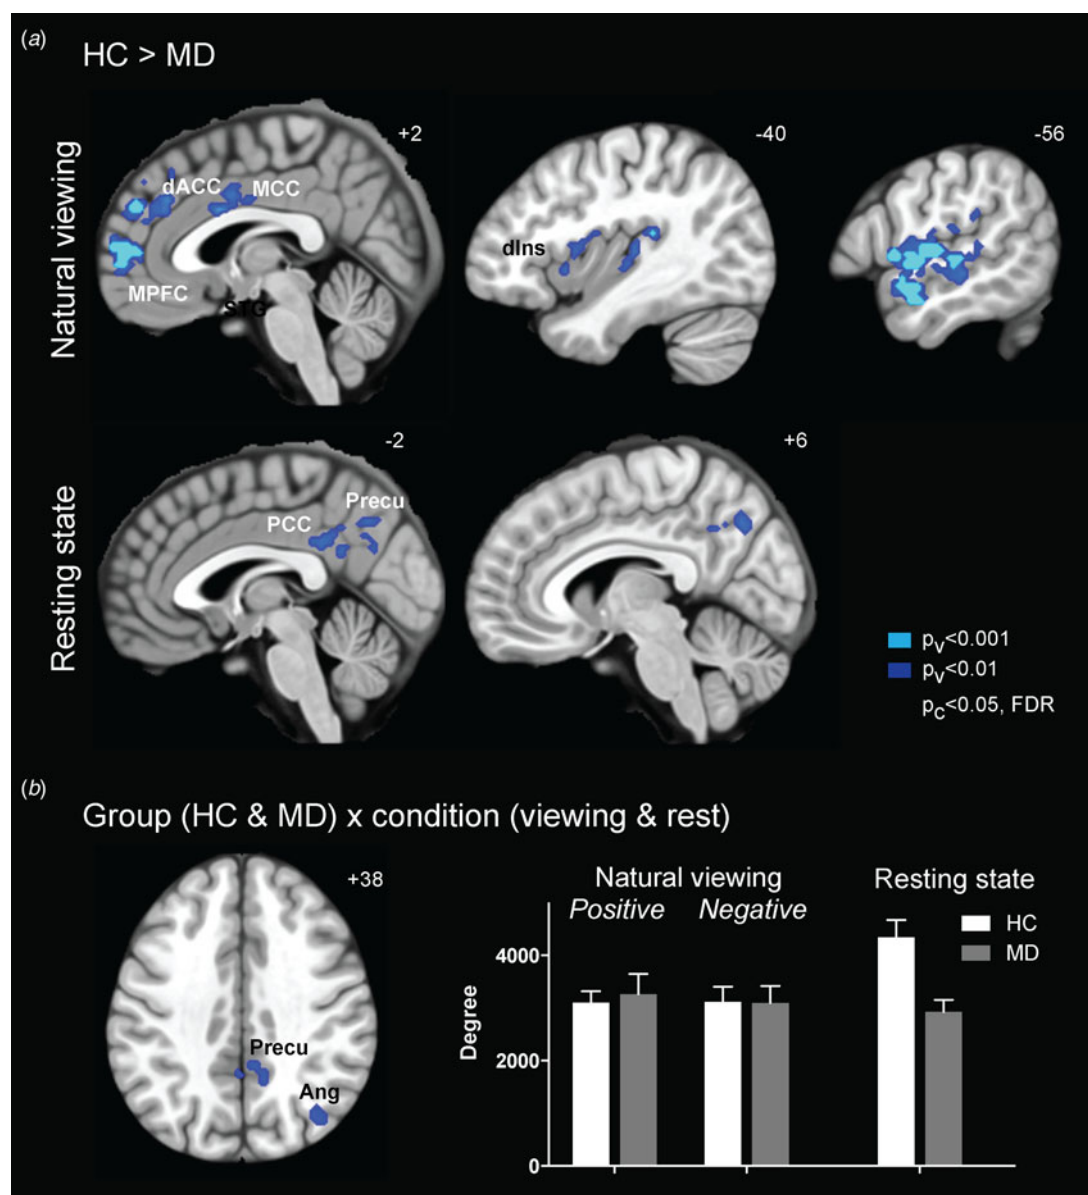 (a)
HC > MD
Natural viewing
+2
-40
-56
dACC
MCC
MPFC
STG
dIns
Resting state
-2
+6
PCC
Precu
pV<0.001
pV<0.01
pC<0.05, FDR
(b)
Group (HC & MD) x condition (viewing & rest)
+38
Precu
Ang
Natural viewing
Resting state
Positive
Negative
HC
MD
Degree
4000
2000
0